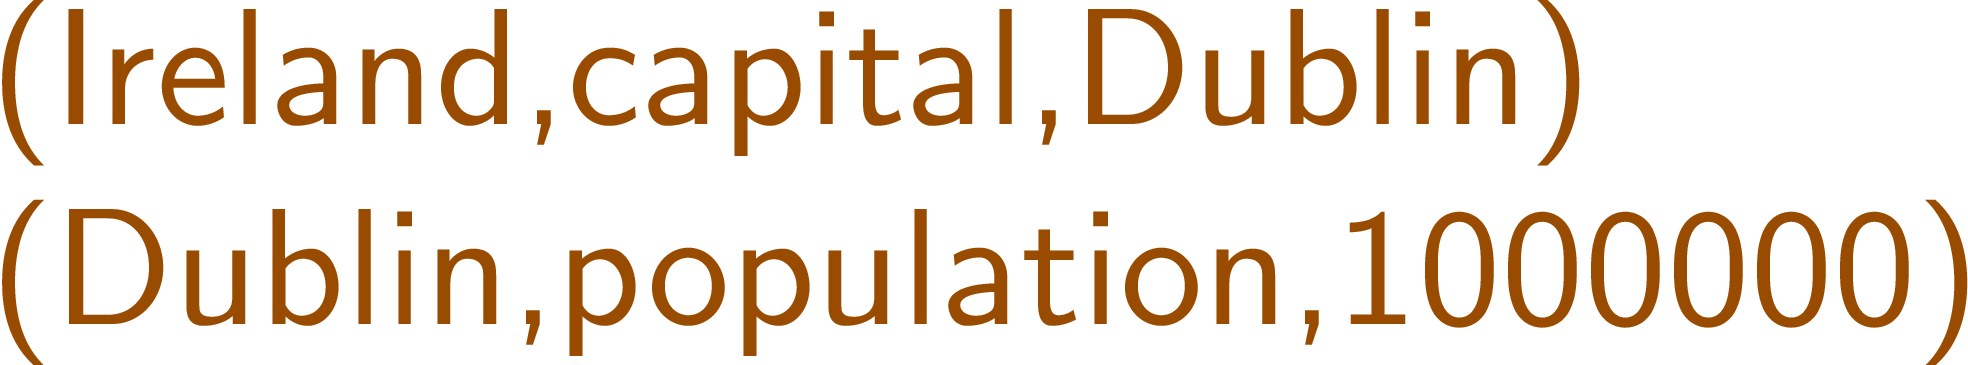 (Ireland,capital,Dublin)
(Dublin,population,1000000)